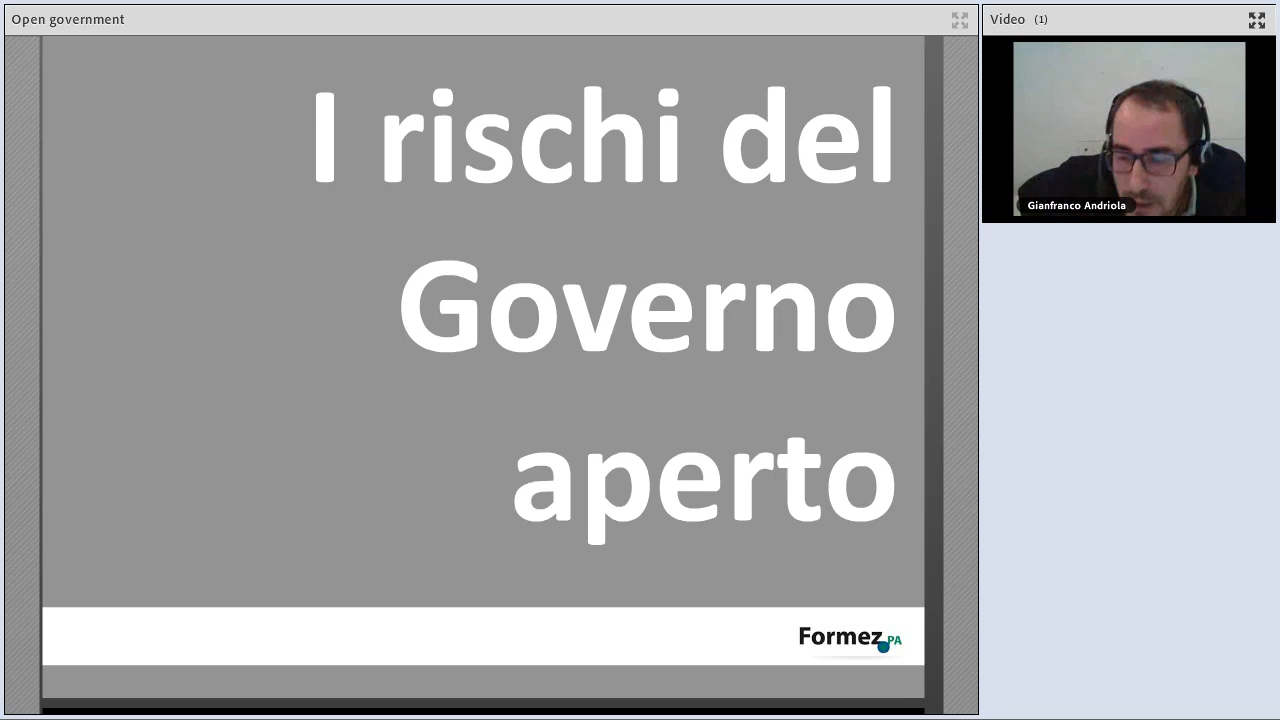 Open government
Video (1)
I rischi del
Governo
aperto
Formez PA
Gianfranco Andriola